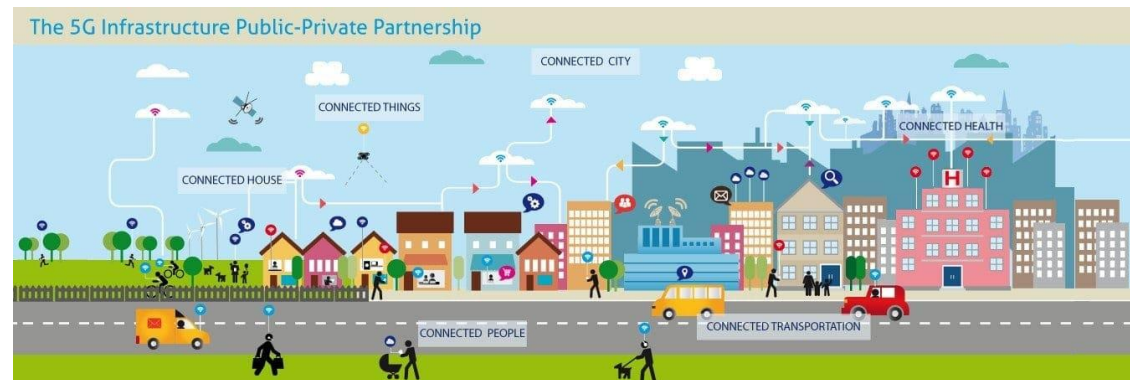 The 5G Infrastructure Public-Private Partnership
CONNECTED CITY
CONNECTED THINGS
CONNECTED HEALTH
CONNECTED HOUSE
H
CONNECTED TRANSPORTATION
CONNECTED PEOPLE